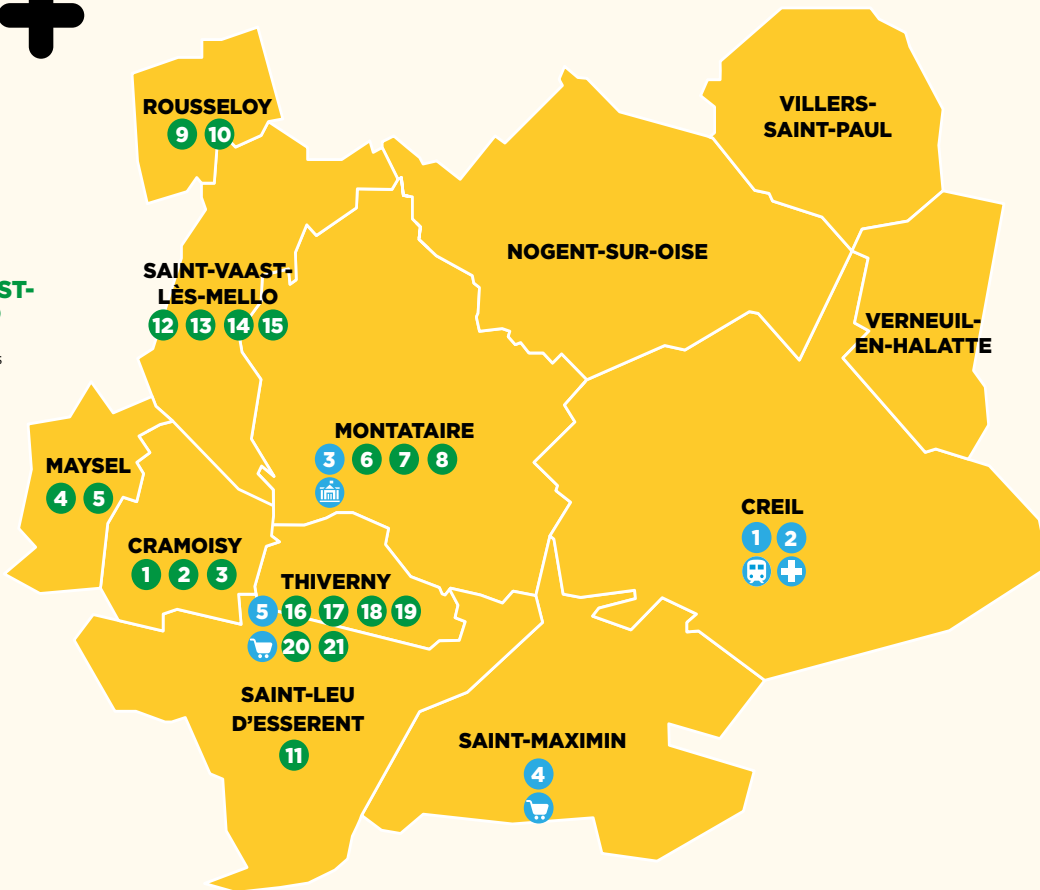 ROUSSELOY
9 10
VILLERS-
SAINT-PAUL
NOGENT-SUR-OISE
SAINT-VAAST-
LÈS-MELLO
12 13 14 15
ST-
VERNEUIL-
EN-HALATTE
MONTATAIRE
3 6 7 8
MAYSEL
4 5
CREIL
1 2
CRAMOISY
1 2 3
THIVERNY
5 16 17 18 19
20 21
SAINT-LEU
D'ESSERENT
11
SAINT-MAXIMIN
4